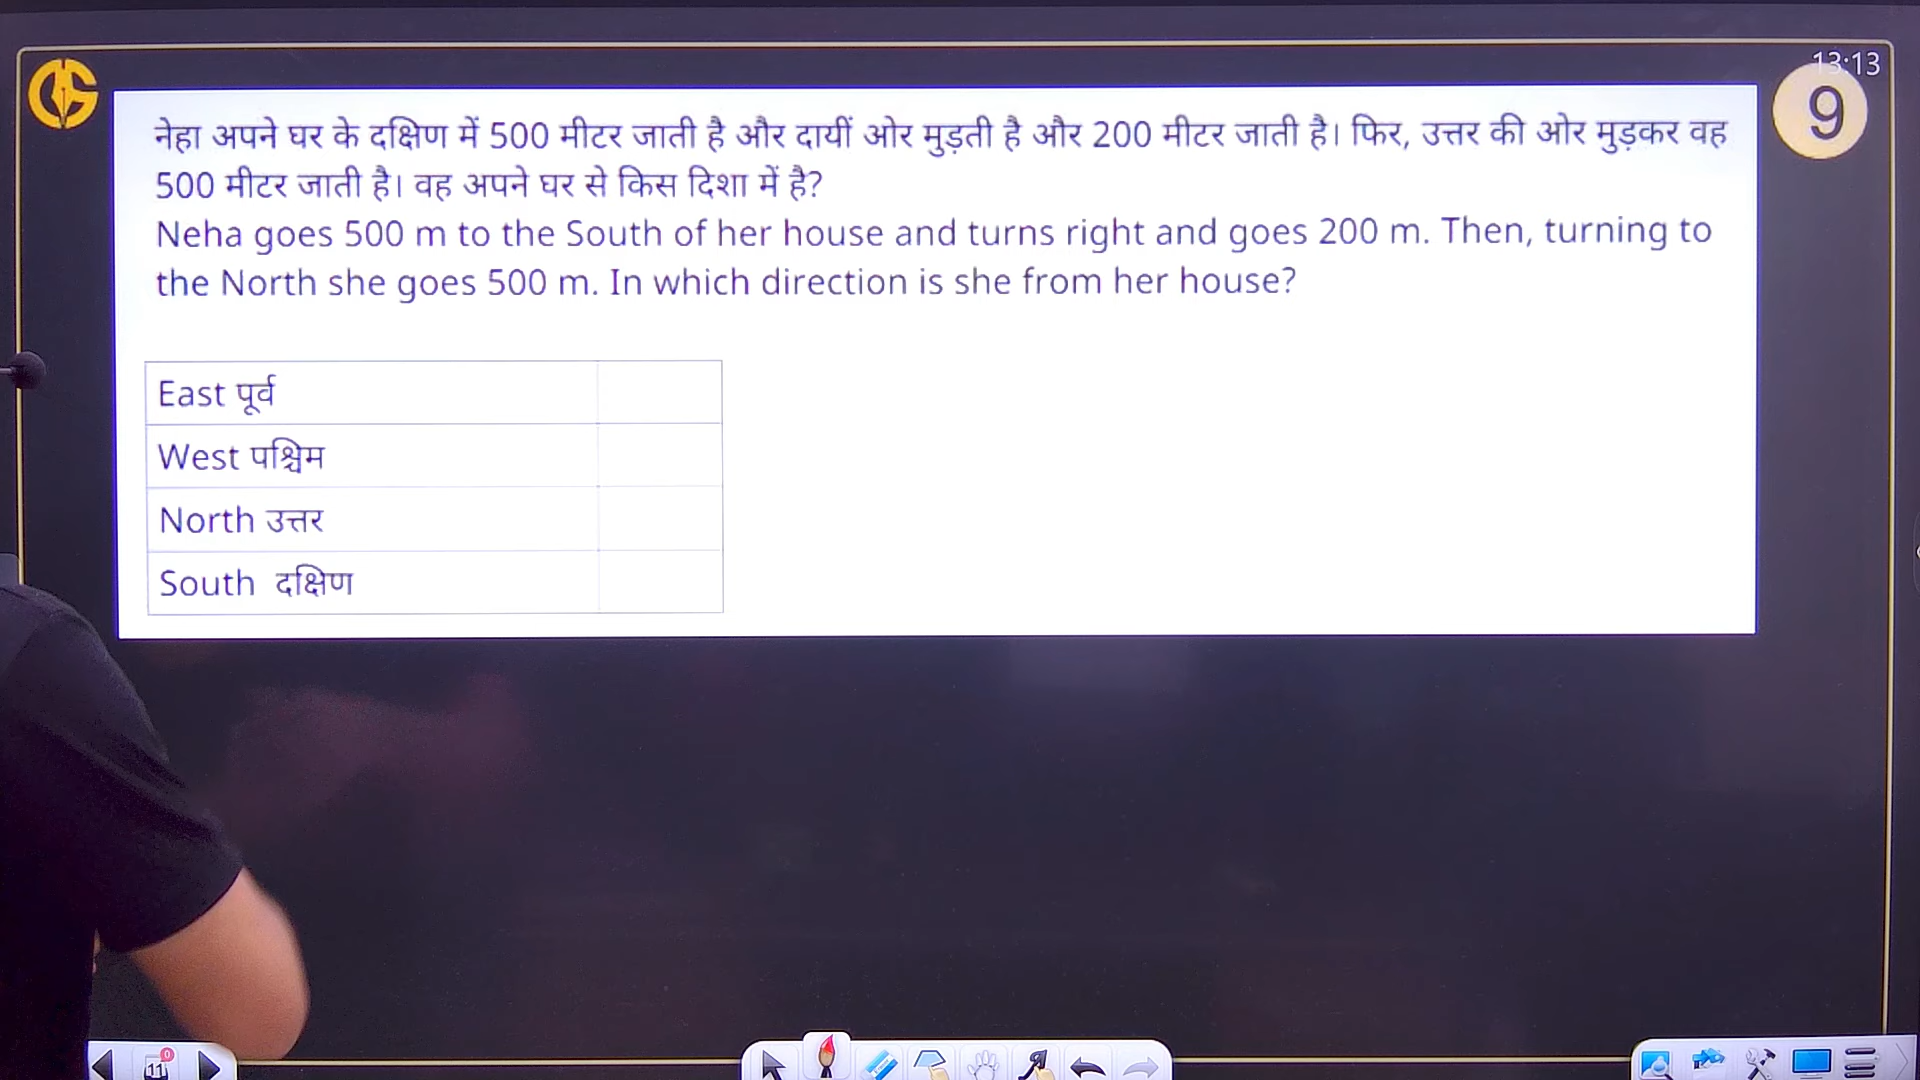 13:13
9
नेहा अपने घर के दक्षिण में 500 मीटर जाती है और दायीं ओर मुड़ती है और 200 मीटर जाती है। फिर, उत्तर की ओर मुड़कर वह
500 मीटर जाती है। वह अपने घर से किस दिशा में है?
Neha goes 500 m to the South of her house and turns right and goes 200 m. Then, turning to
the North she goes 500 m. In which direction is she from her house?
East पूर्व
West पश्चिम
North उत्तर
South दक्षिण
11
0